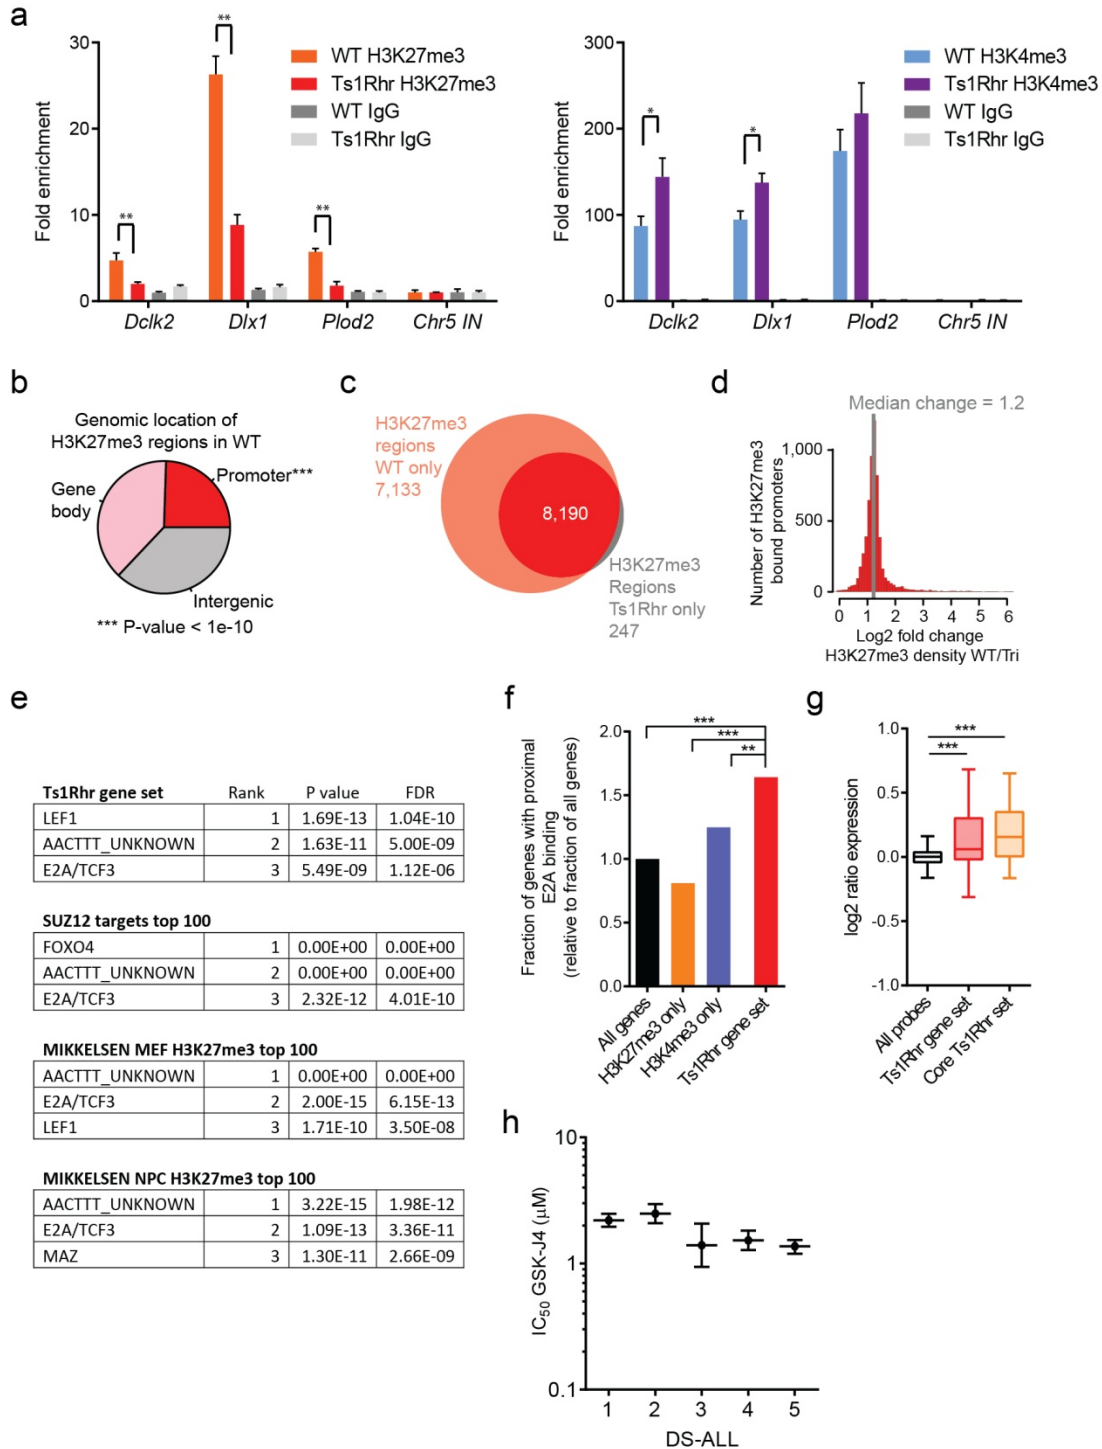 a
**
30
20
10
0
Fold enrichment
**
**
WT H3K27me3
Ts1Rhr H3K27me3
WT IgG
Ts1Rhr IgG
Dclk2
Dlx1
Plod2
Chr5 IN
300
200
100
0
Fold enrichment
*
*
WT H3K4me3
Ts1Rhr H3K4me3
WT IgG
Ts1Rhr IgG
Dclk2
Dlx1
Plod2
Chr5 IN
b
Genomic location of
H3K27me3 regions in WT
Promoter***
Gene
body
Intergenic
*** P-value < 1e-10
c
H3K27me3
regions
WT only
7,133
8,190
H3K27me3
Regions
Ts1Rhr only
247
d
Median change = 1.2
Number of H3K27me3
bound promoters
1,000
500
0
0 1 2 3 4 5 6
Log2 fold change
H3K27me3 density WT/Tri
e
Ts1Rhr gene set Rank P value FDR
LEF1 1 1.69E-13 1.04E-10
AACTTT_UNKNOWN 2 1.63E-11 5.00E-09
E2A/TCF3 3 5.49E-09 1.12E-06
SUZ12 targets top 100
FOXO4 1 0.00E+00 0.00E+00
AACTTT_UNKNOWN 2 0.00E+00 0.00E+00
E2A/TCF3 3 2.32E-12 4.01E-10
MIKKELSEN MEF H3K27me3 top 100
AACTTT_UNKNOWN 1 0.00E+00 0.00E+00
E2A/TCF3 2 2.00E-15 6.15E-13
LEF1 3 1.71E-10 3.50E-08
MIKKELSEN NPC H3K27me3 top 100
AACTTT_UNKNOWN 1 3.22E-15 1.98E-12
E2A/TCF3 2 1.09E-13 3.36E-11
MAZ 3 1.30E-11 2.66E-09
f
Fraction of genes with proximal
E2A binding
(relative to fraction of all genes)
2.0
1.5
1.0
0.5
0.0
***
***
**
All genes
H3K27me3 only
H3K4me3 only
Ts1Rhr gene set
g
log2 ratio expression
1.0
0.5
0.0
-0.5
-1.0
***
***
All probes
Ts1Rhr gene set
Core Ts1Rhr set
h
IC50 GSK-J4 (µM)
10
1
0.1
1 2 3 4 5
DS-ALL